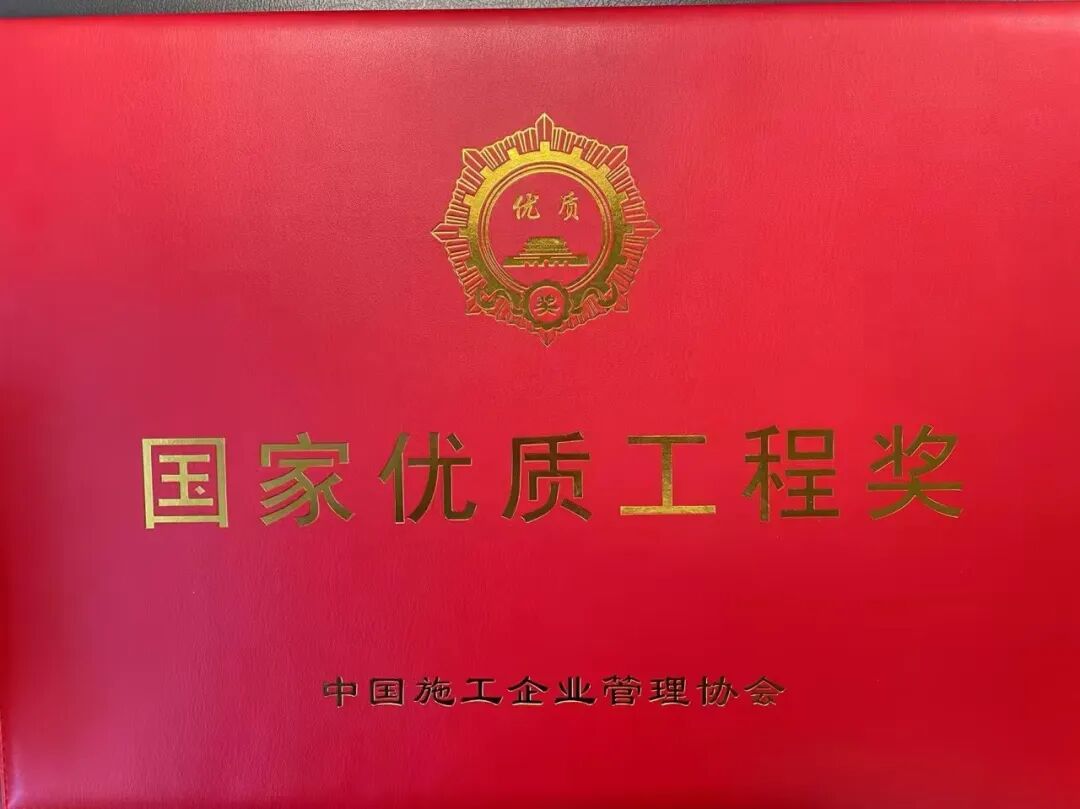 优质
奖
国家优质工程奖
中国施工企业管理协会